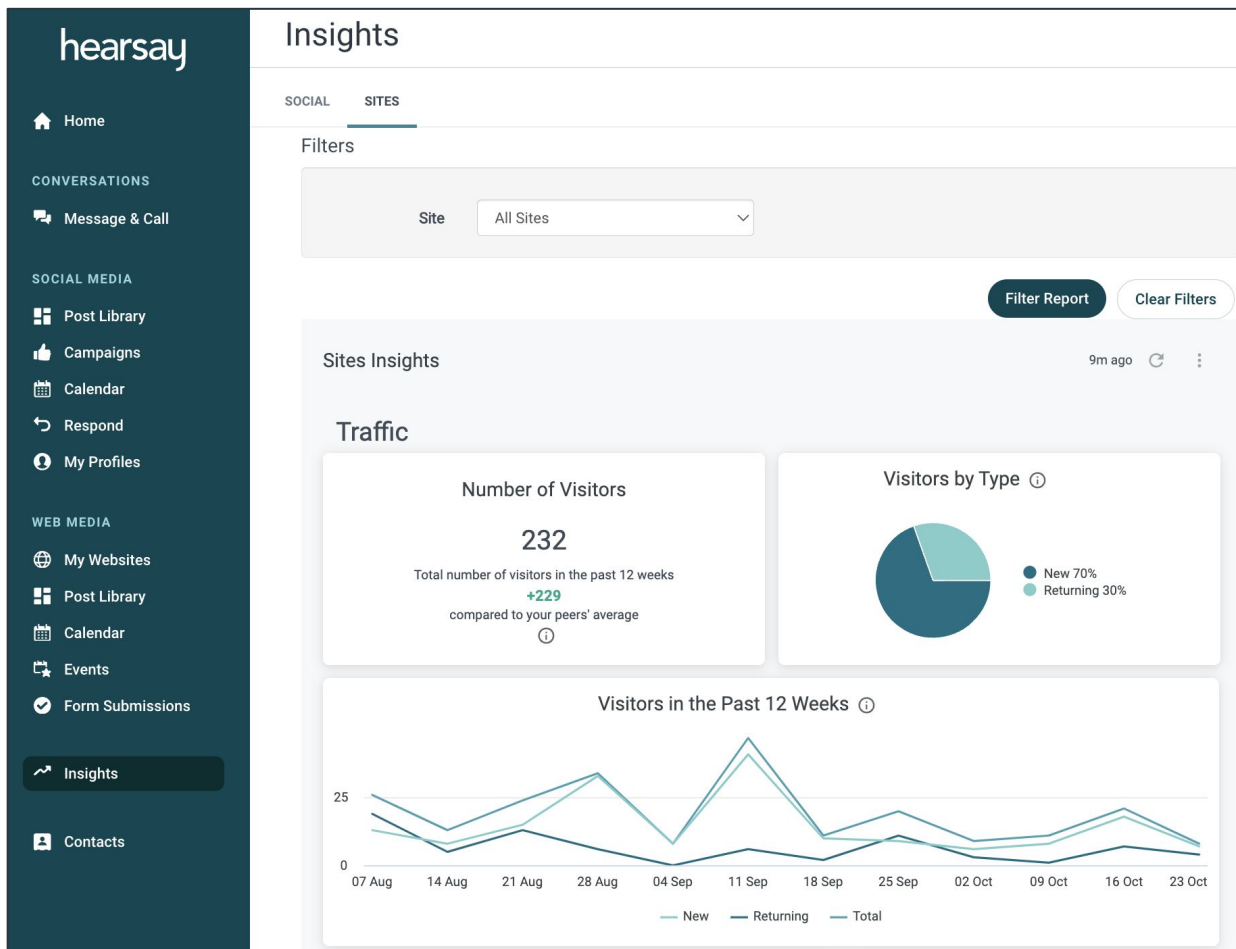 hearsay
Home
CONVERSATIONS
Message & Call
SOCIAL MEDIA
Post Library
Campaigns
Calendar
Respond
My Profiles
WEB MEDIA
My Websites
Post Library
Calendar
Events
Form Submissions
Insights
Contacts
Insights
SOCIAL SITES
Filters
Site All Sites
Filter Report Clear Filters
Sites Insights 9m ago
Traffic
Number of Visitors
232
Total number of visitors in the past 12 weeks
+229
compared to your peers' average
Visitors by Type
New 70%
Returning 30%
Visitors in the Past 12 Weeks
25
0
07 Aug 14 Aug 21 Aug 28 Aug 04 Sep 11 Sep 18 Sep 25 Sep 02 Oct 09 Oct 16 Oct 23 Oct
New Returning Total